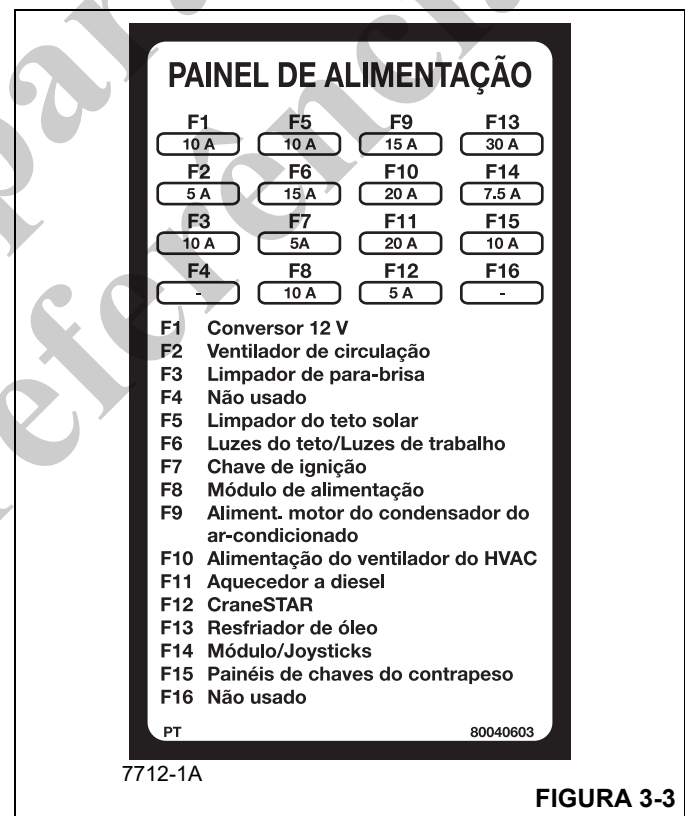 para
referência
PAINEL DE ALIMENTAÇÃO
F1 F5 F9 F13
10 A 10 A 15 A 30 A
F2 F6 F10 F14
5 A 15 A 20 A 7.5 A
F3 F7 F11 F15
10 A 5A 20 A 10 A
F4 F8 F12 F16
- 10 A 5 A -
F1 Conversor 12 V
F2 Ventilador de circulação
F3 Limpador de para-brisa
F4 Não usado
F5 Limpador do teto solar
F6 Luzes do teto/Luzes de trabalho
F7 Chave de ignição
F8 Módulo de alimentação
F9 Aliment. motor do condensador do
ar-condicionado
F10 Alimentação do ventilador do HVAC
F11 Aquecedor a diesel
F12 CraneSTAR
F13 Resfriador de óleo
F14 Módulo/Joysticks
F15 Painéis de chaves do contrapeso
F16 Não usado
PT 80040603
7712-1A
FIGURA 3-3